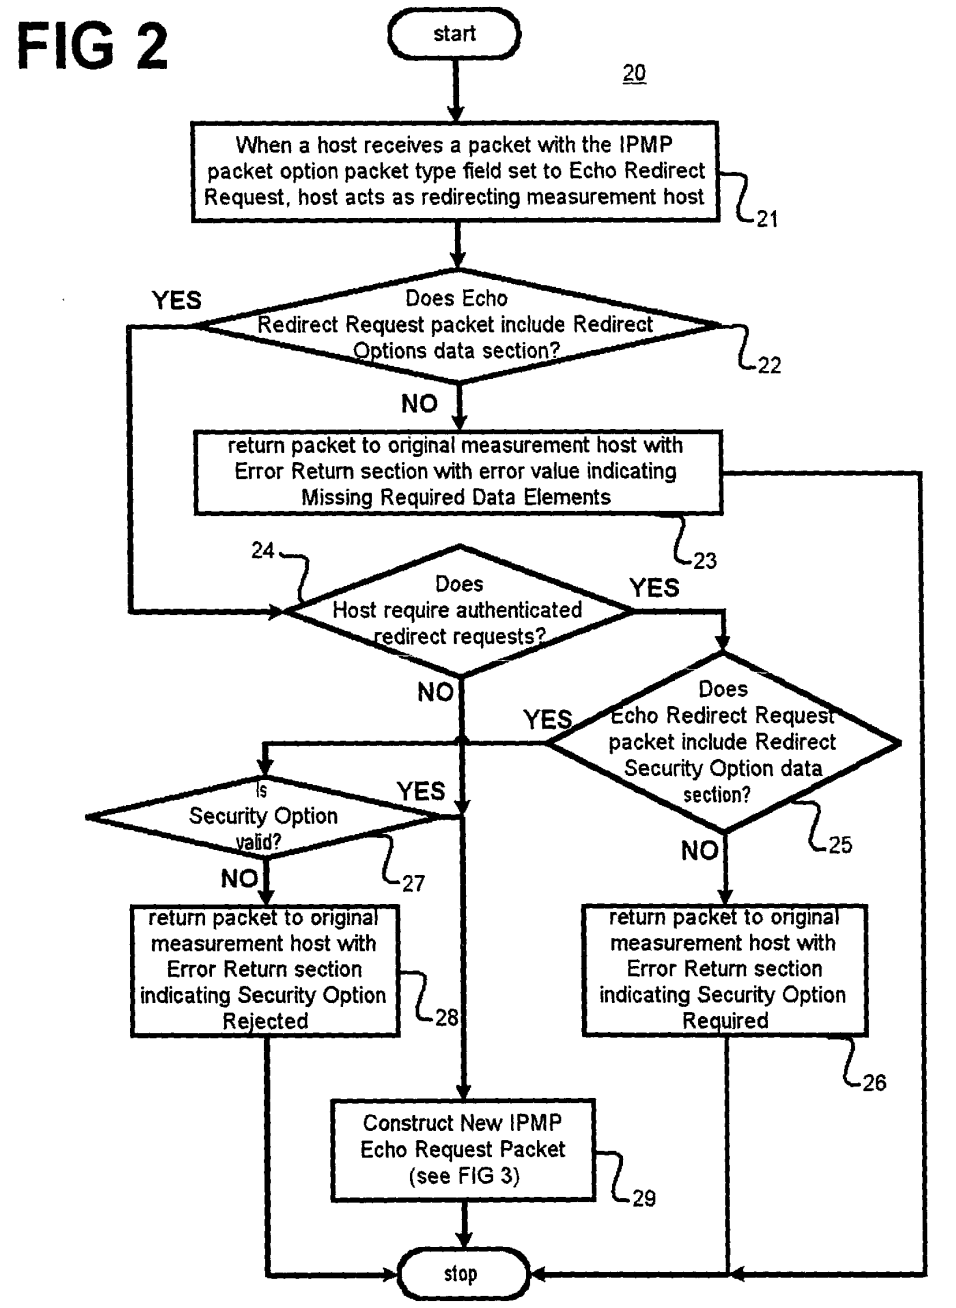 FIG 2
start
20
When a host receives a packet with the IPMP
packet option packet type field set to Echo Redirect
Request, host acts as redirecting measurement host
21
YES
Does Echo
Redirect Request packet include Redirect
Options data section?
22
NO
return packet to original measurement host with
Error Return section with error value indicating
Missing Required Data Elements
23
24
Does
Host require authenticated
redirect requests?
YES
NO
Does
Echo Redirect Request
packet include Redirect
Security Option data
section?
YES
25
Is
Security Option
valid?
YES
27
NO
NO
return packet to original
measurement host with
Error Return section
indicating Security Option
Rejected
28
return packet to original
measurement host with
Error Return section
indicating Security Option
Required
26
Construct New IPMP
Echo Request Packet
(see FIG 3)
29
stop